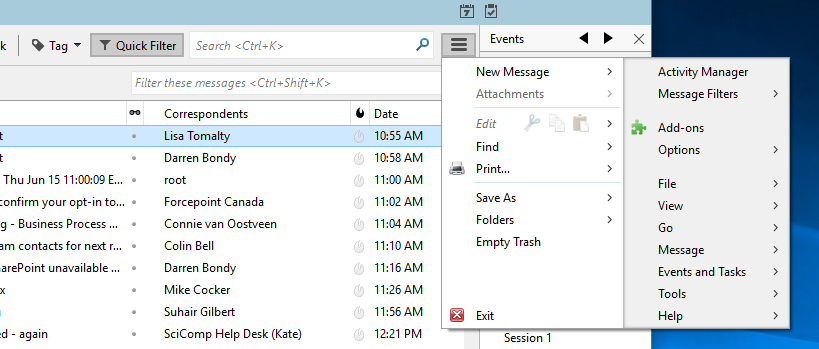 7
k Tag Quick Filter Search <Ctrl+K> Events
Filter these messages <Ctrl+Shift+K>
Correspondents Date
t Lisa Tomalty 10:55 AM
t Darren Bondy 10:58 AM
Thu Jun 15 11:00:09 E... root 11:00 AM
confirm your opt-in to... Forcepoint Canada 11:02 AM
g - Business Process ... Connie van Oostveen 11:04 AM
am contacts for next r... Colin Bell 11:10 AM
harePoint unavailable ... Darren Bondy 11:16 AM
x Mike Cocker 11:26 AM
Suhair Gilbert 11:56 AM
d - again SciComp Help Desk (Kate) 12:21 PM
New Message
Attachments
Edit
Find
Print...
Save As
Folders
Empty Trash
Exit
Activity Manager
Message Filters
Add-ons
Options
File
View
Go
Message
Events and Tasks
Tools
Help
Session 1